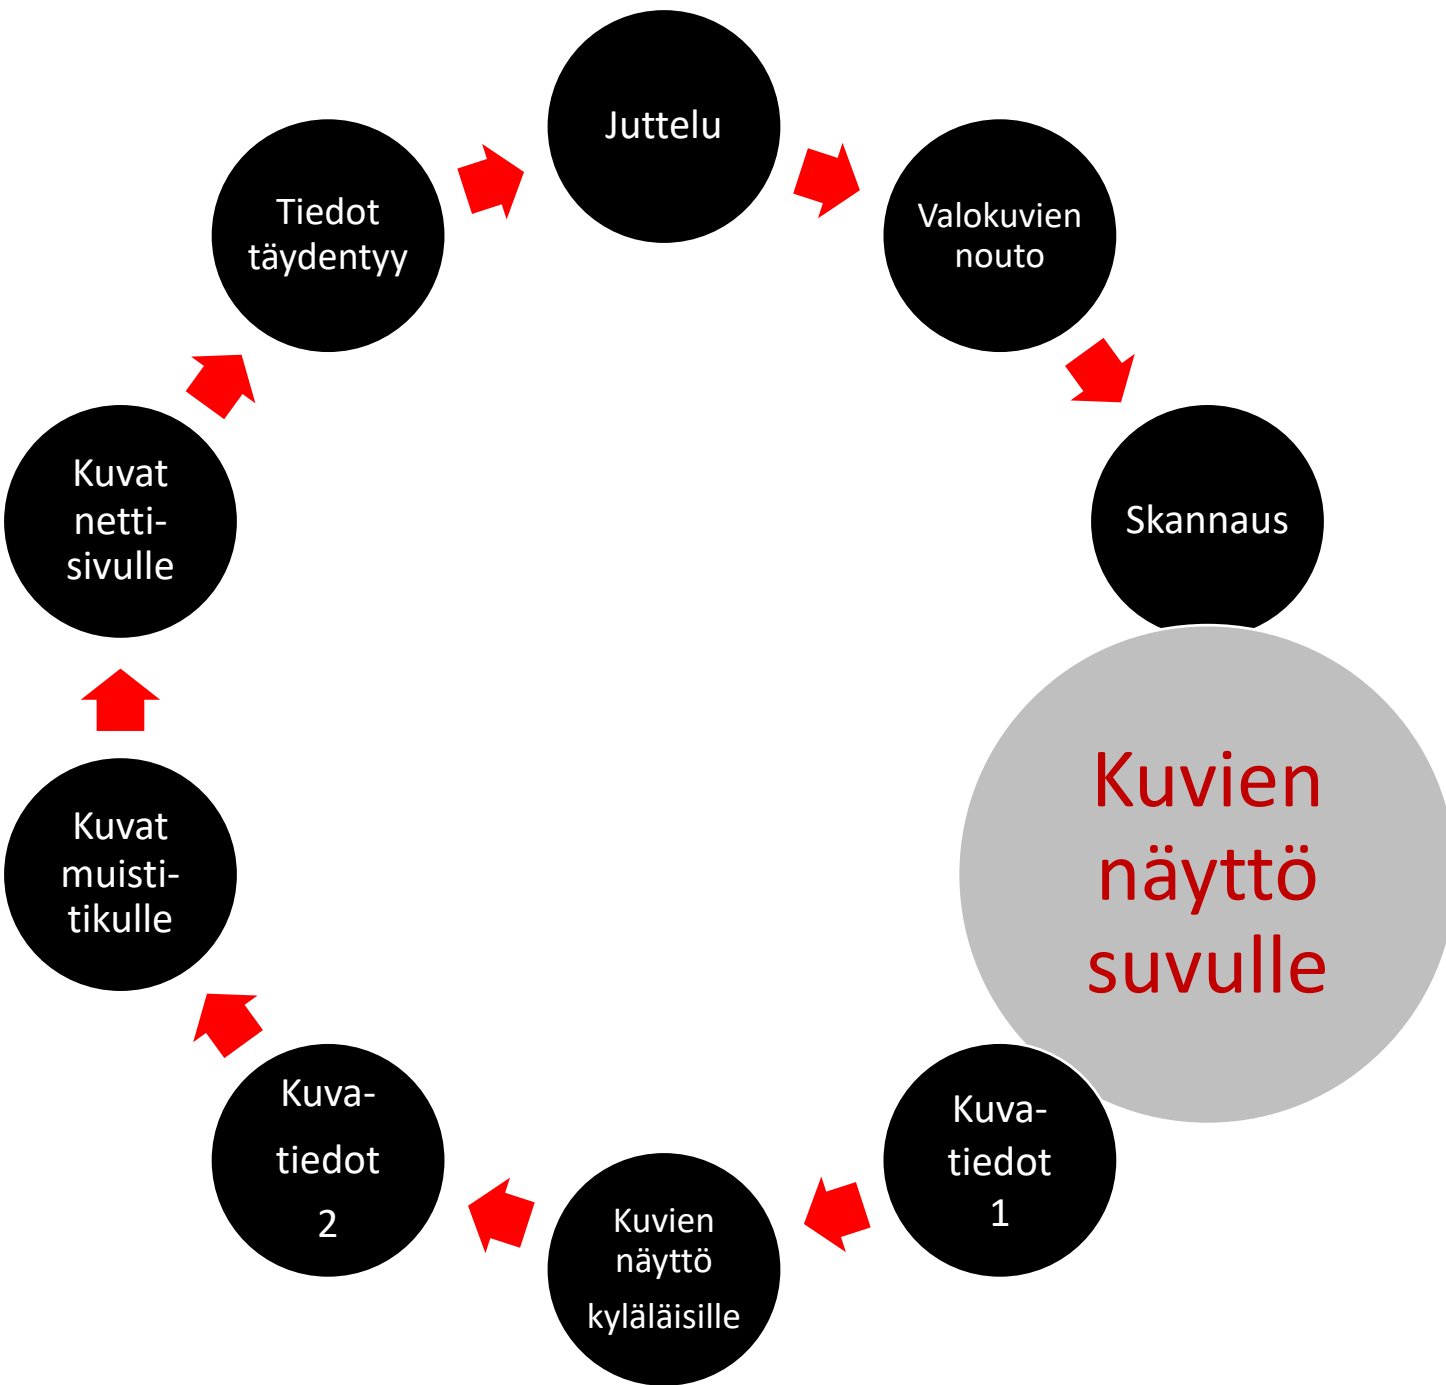 Juttelu
Valokuvien
nouto
Skannaus
Kuvien
näyttö
suvulle
Kuva-
tiedot
1
Kuvien
näyttö
kyläläisille
Kuva-
tiedot
2
Kuvat
muisti-
tikulle
Kuvat
netti-
sivulle
Tiedot
täydentyy